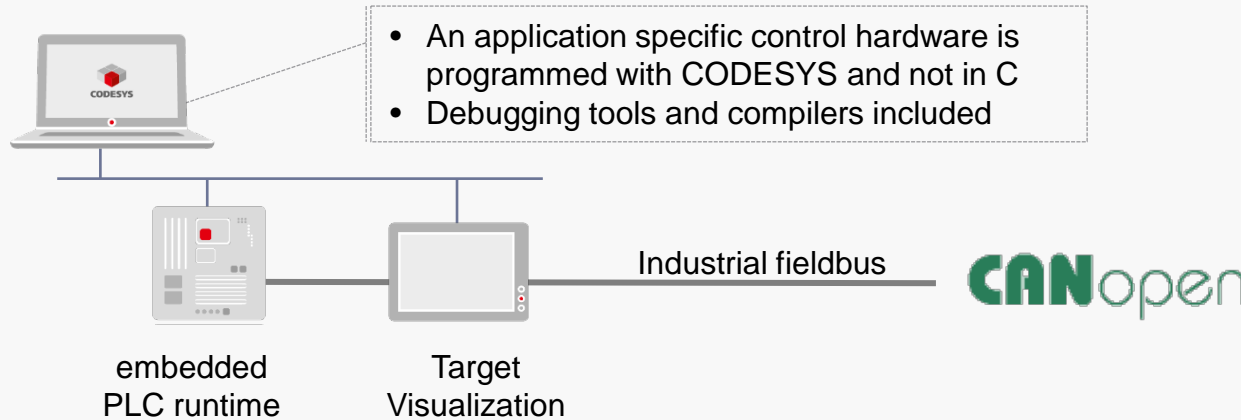 CODESYS
• An application specific control hardware is
programmed with CODESYS and not in C
• Debugging tools and compilers included
Industrial fieldbus
CANopen
embedded
PLC runtime
Target
Visualization